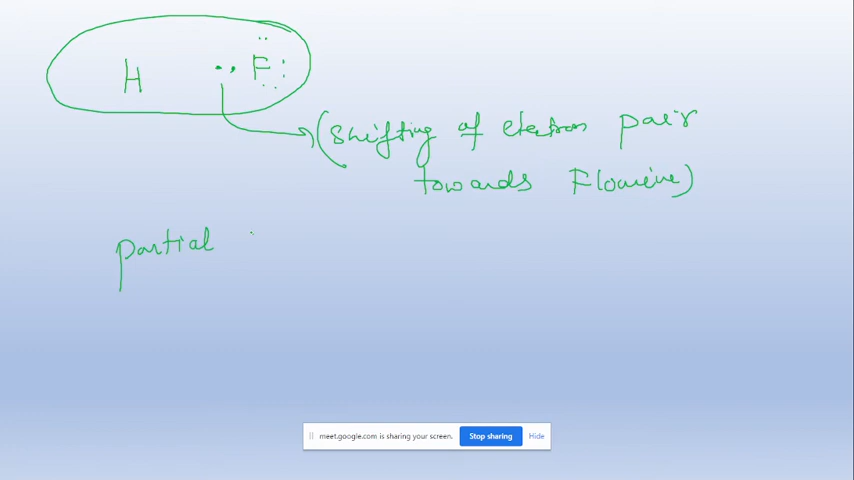 H F
(Shifting of electron pair
towards Flourine)
partial
meet.google.com is sharing your screen. Stop sharing Hide